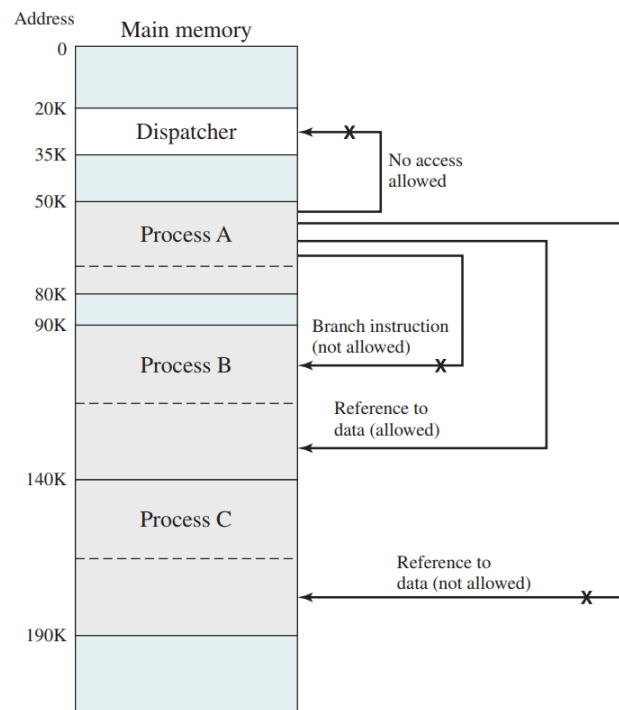 Address
Main memory
0
20K
Dispatcher
35K
No access
allowed
50K
Process A
80K
90K
Branch instruction
(not allowed)
Process B
Reference to
data (allowed)
140K
Process C
Reference to
data (not allowed)
190K